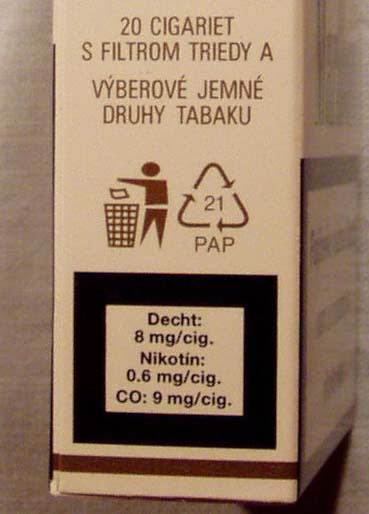 20 CIGARIET
S FILTROM TRIEDY A
VÝBEROVÉ JEMNÉ
DRUHY TABAKU
21
PAP
Decht:
8 mg/cig.
Nikotín:
0.6 mg/cig.
CO: 9 mg/cig.